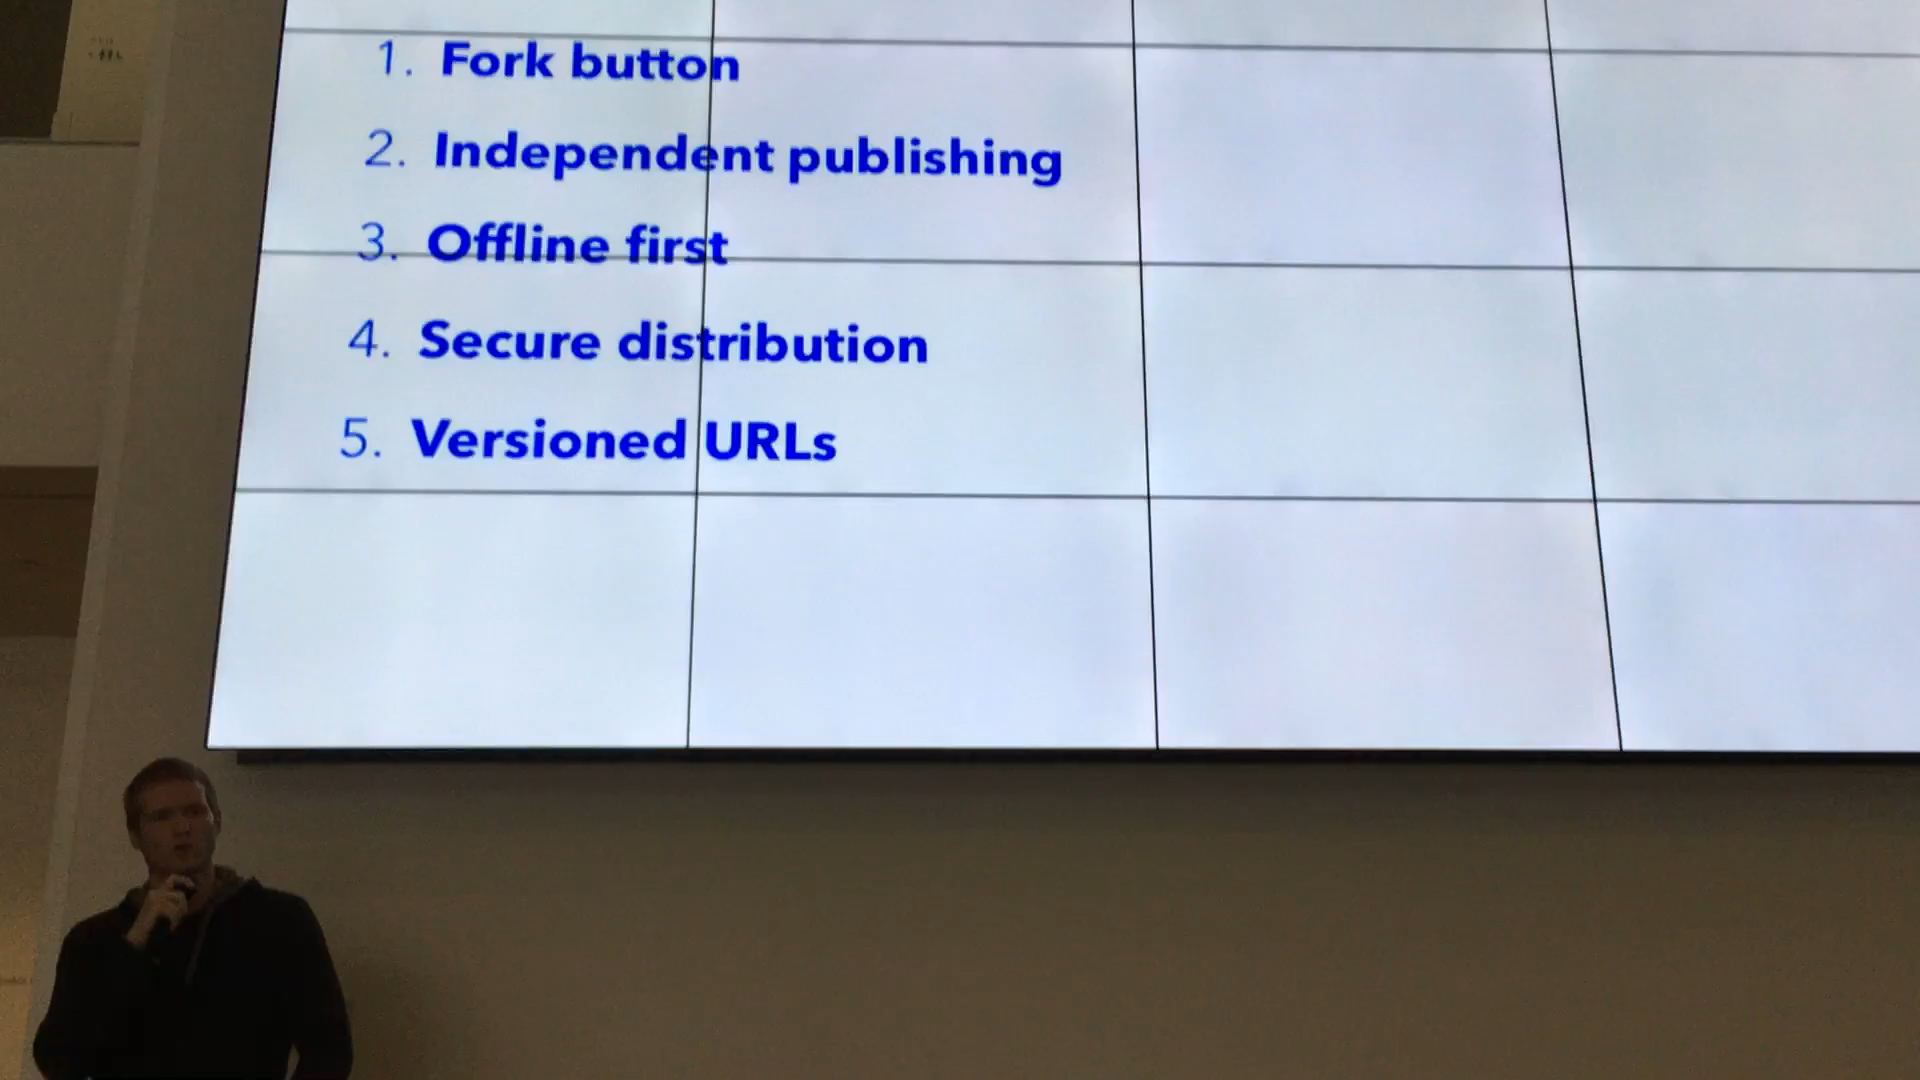 1. Fork button
2. Independent publishing
3. Offline first
4. Secure distribution
5. Versioned URLs